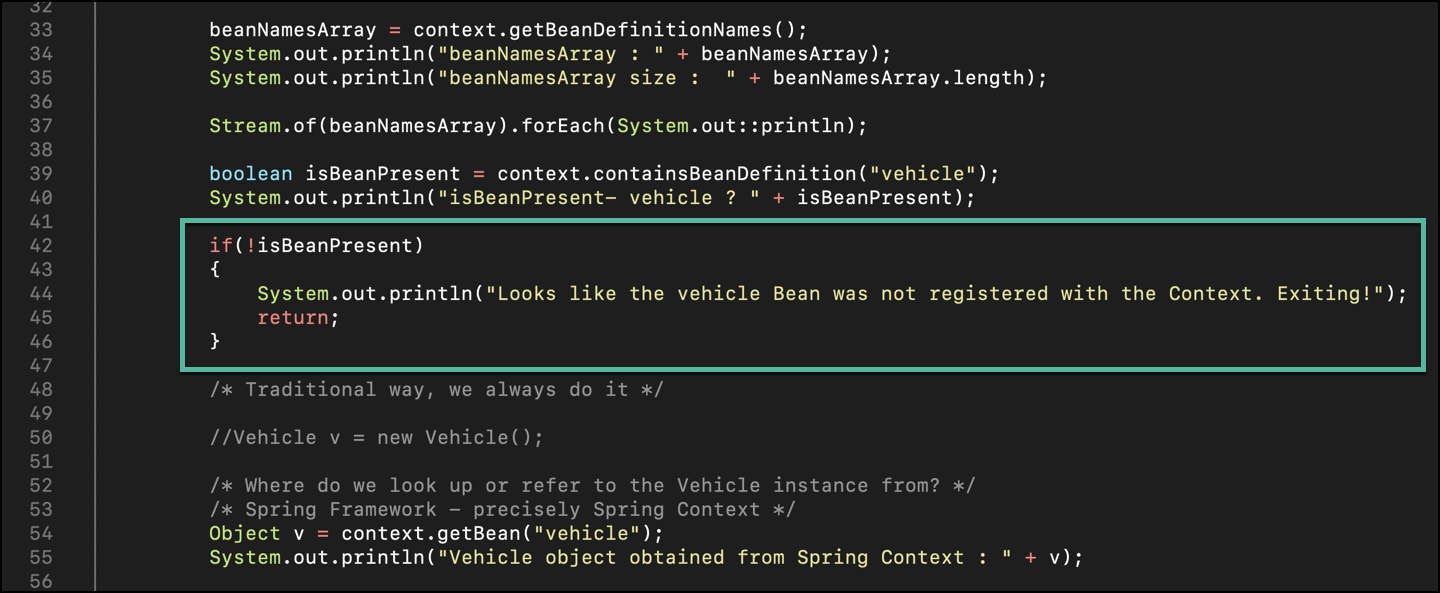 32
33 beanNamesArray = context.getBeanDefinitionNames();
34 System.out.println("beanNamesArray : " + beanNamesArray);
35 System.out.println("beanNamesArray size :  " + beanNamesArray.length);
36
37 Stream.of(beanNamesArray).forEach(System.out::println);
38
39 boolean isBeanPresent = context.containsBeanDefinition("vehicle");
40 System.out.println("isBeanPresent- vehicle ? " + isBeanPresent);
41
42 if(!isBeanPresent)
43 {
44     System.out.println("Looks like the vehicle Bean was not registered with the Context. Exiting!");
45     return;
46 }
47
48 /* Traditional way, we always do it */
49
50 //Vehicle v = new Vehicle();
51
52 /* Where do we look up or refer to the Vehicle instance from? */
53 /* Spring Framework - precisely Spring Context */
54 Object v = context.getBean("vehicle");
55 System.out.println("Vehicle object obtained from Spring Context : " + v);
56